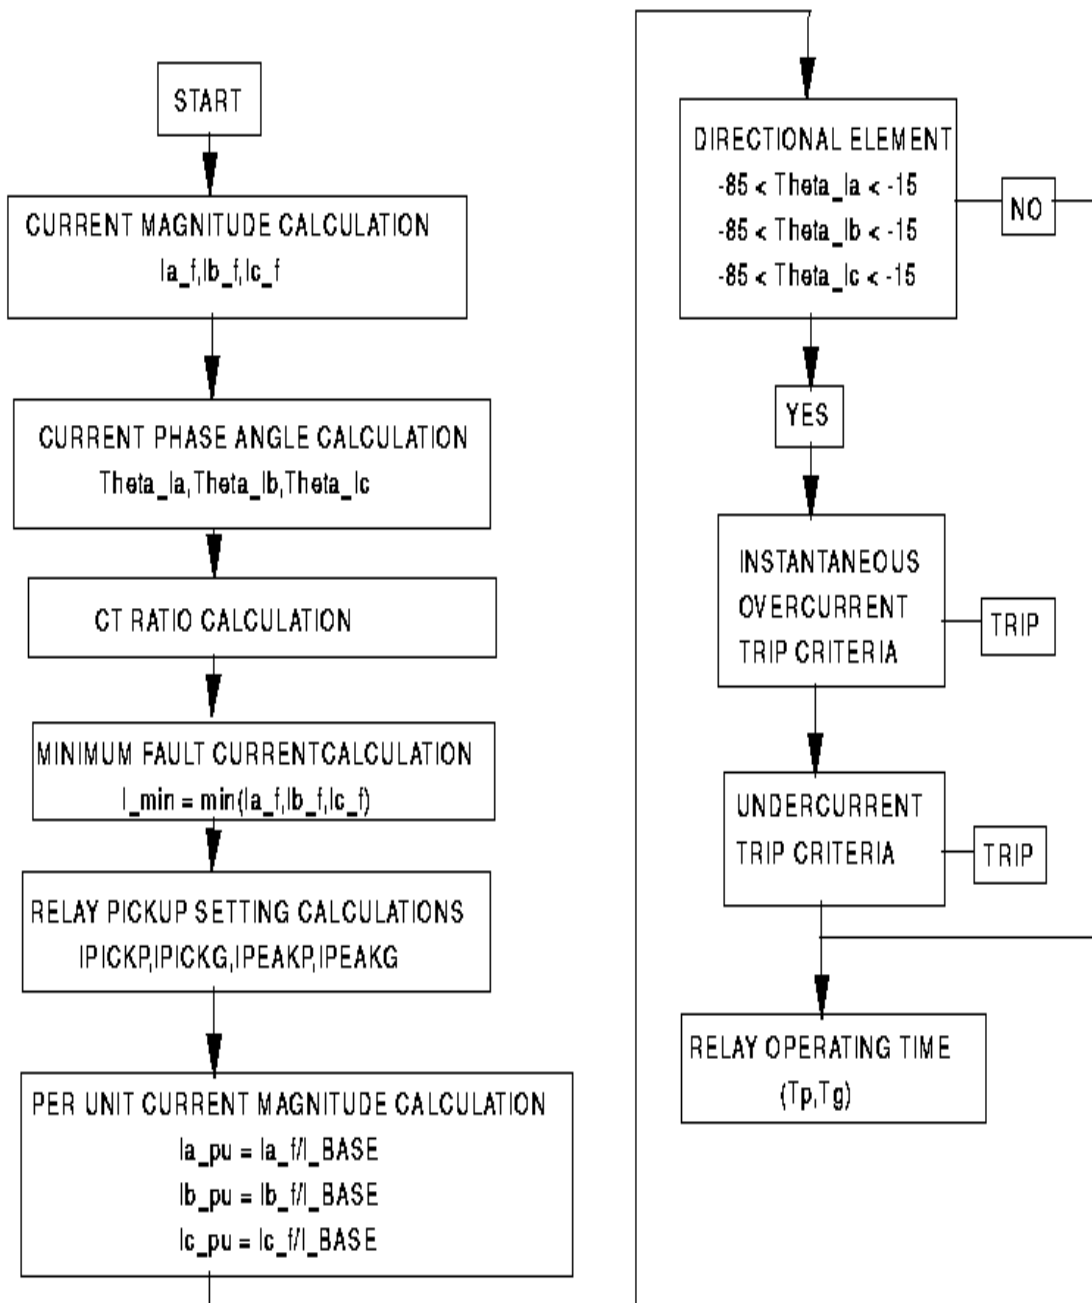 START
CURRENT MAGNITUDE CALCULATION
Ia_f,Ib_f,Ic_f
CURRENT PHASE ANGLE CALCULATION
Theta_Ia,Theta_Ib,Theta_Ic
CT RATIO CALCULATION
MINIMUM FAULT CURRENTCALCULATION
I_min = min(Ia_f,Ib_f,Ic_f)
RELAY PICKUP SETTING CALCULATIONS
IPICKP,IPICKG,IPEAKP,IPEAKG
PER UNIT CURRENT MAGNITUDE CALCULATION
Ia_pu = Ia_f/I_BASE
Ib_pu = Ib_f/I_BASE
Ic_pu = Ic_f/I_BASE
DIRECTIONAL ELEMENT
-85 < Theta_Ia < -15
-85 < Theta_Ib < -15
-85 < Theta_Ic < -15
NO
YES
INSTANTANEOUS
OVERCURRENT
TRIP CRITERIA
TRIP
UNDERCURRENT
TRIP CRITERIA
TRIP
RELAY OPERATING TIME
(Tp,Tg)